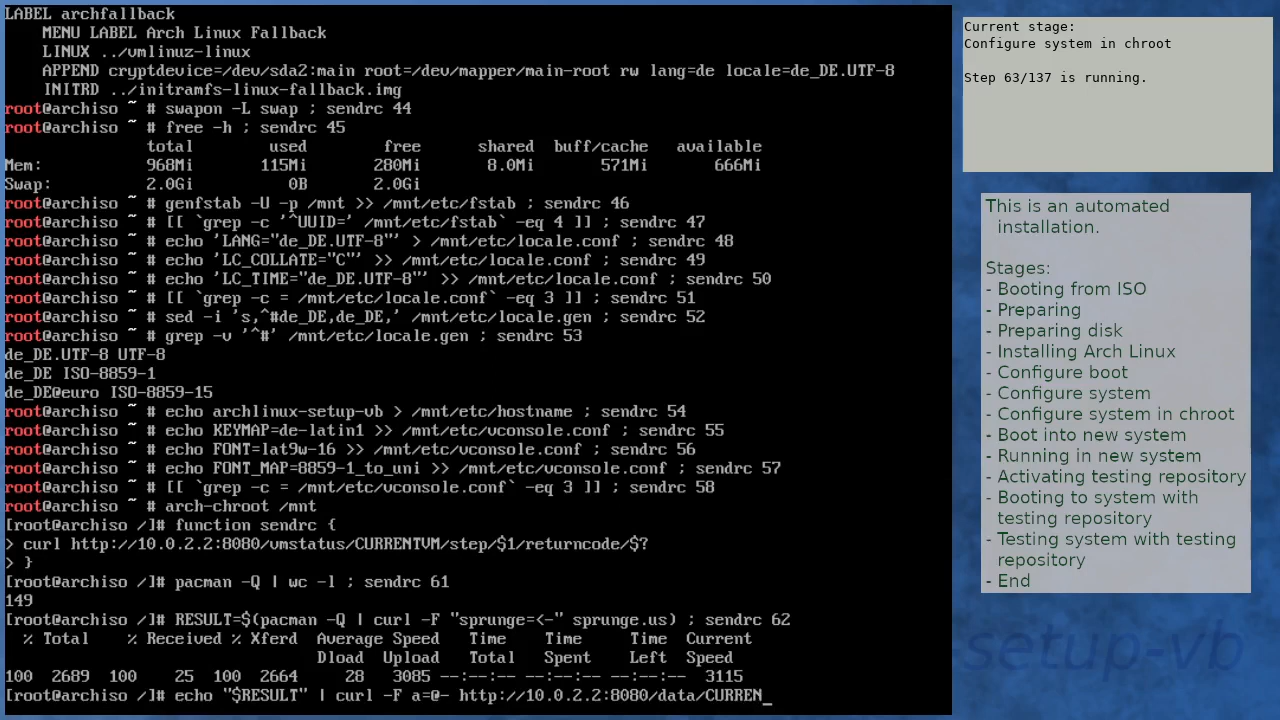 LABEL archfallback
    MENU LABEL Arch Linux Fallback
    LINUX ../vmlinuz-linux
    APPEND cryptdevice=/dev/sda2:main root=/dev/mapper/main-root rw lang=de locale=de_DE.UTF-8
    INITRD ../initramfs-linux-fallback.img
root@archiso ~ # swapon -L swap ; sendrc 44
root@archiso ~ # free -h ; sendrc 45
               total        used        free      shared  buff/cache   available
Mem:           968Mi       115Mi       280Mi       8.0Mi       571Mi       666Mi
Swap:          2.0Gi          0B       2.0Gi
root@archiso ~ # genfstab -U -p /mnt >> /mnt/etc/fstab ; sendrc 46
root@archiso ~ # [[ `grep -c '^UUID=' /mnt/etc/fstab` -eq 4 ]] ; sendrc 47
root@archiso ~ # echo 'LANG="de_DE.UTF-8"' > /mnt/etc/locale.conf ; sendrc 48
root@archiso ~ # echo 'LC_COLLATE="C"' >> /mnt/etc/locale.conf ; sendrc 49
root@archiso ~ # echo 'LC_TIME="de_DE.UTF-8"' >> /mnt/etc/locale.conf ; sendrc 50
root@archiso ~ # [[ `grep -c = /mnt/etc/locale.conf` -eq 3 ]] ; sendrc 51
root@archiso ~ # sed -i 's,^#de_DE,de_DE,' /mnt/etc/locale.gen ; sendrc 52
root@archiso ~ # grep -v '^#' /mnt/etc/locale.gen ; sendrc 53
de_DE.UTF-8 UTF-8
de_DE ISO-8859-1
de_DE@euro ISO-8859-15
root@archiso ~ # echo archlinux-setup-vb > /mnt/etc/hostname ; sendrc 54
root@archiso ~ # echo KEYMAP=de-latin1 >> /mnt/etc/vconsole.conf ; sendrc 55
root@archiso ~ # echo FONT=lat9w-16 >> /mnt/etc/vconsole.conf ; sendrc 56
root@archiso ~ # echo FONT_MAP=8859-1_to_uni >> /mnt/etc/vconsole.conf ; sendrc 57
root@archiso ~ # [[ `grep -c = /mnt/etc/vconsole.conf` -eq 3 ]] ; sendrc 58
root@archiso ~ # arch-chroot /mnt
[root@archiso /]# function sendrc {
> curl http://10.0.2.2:8080/vmstatus/CURRENTVM/step/$1/returncode/$?
> }
[root@archiso /]# pacman -Q | wc -l ; sendrc 61
149
[root@archiso /]# RESULT=$(pacman -Q | curl -F "sprunge=<-" sprunge.us) ; sendrc 62
  % Total    % Received % Xferd  Average Speed   Time    Time     Time  Current
                                 Dload  Upload   Total   Spent    Left  Speed
100  2689  100    25  100  2664     28   3085 --:--:-- --:--:-- --:--:--  3115
[root@archiso /]# echo "$RESULT" | curl -F a=@- http://10.0.2.2:8080/data/CURREN_
Current stage:
Configure system in chroot
Step 63/137 is running.
This is an automated
installation.
Stages:
- Booting from ISO
- Preparing
- Preparing disk
- Installing Arch Linux
- Configure boot
- Configure system
- Configure system in chroot
- Boot into new system
- Running in new system
- Activating testing repository
- Booting to system with
testing repository
- Testing system with testing
repository
- End
-setup-vb